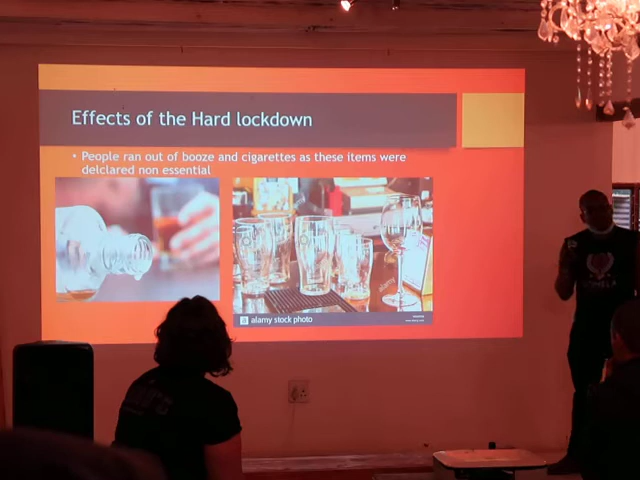 Effects of the Hard lockdown
• People ran out of booze and cigarettes as these items were
delclared non essential
alamy stock photo